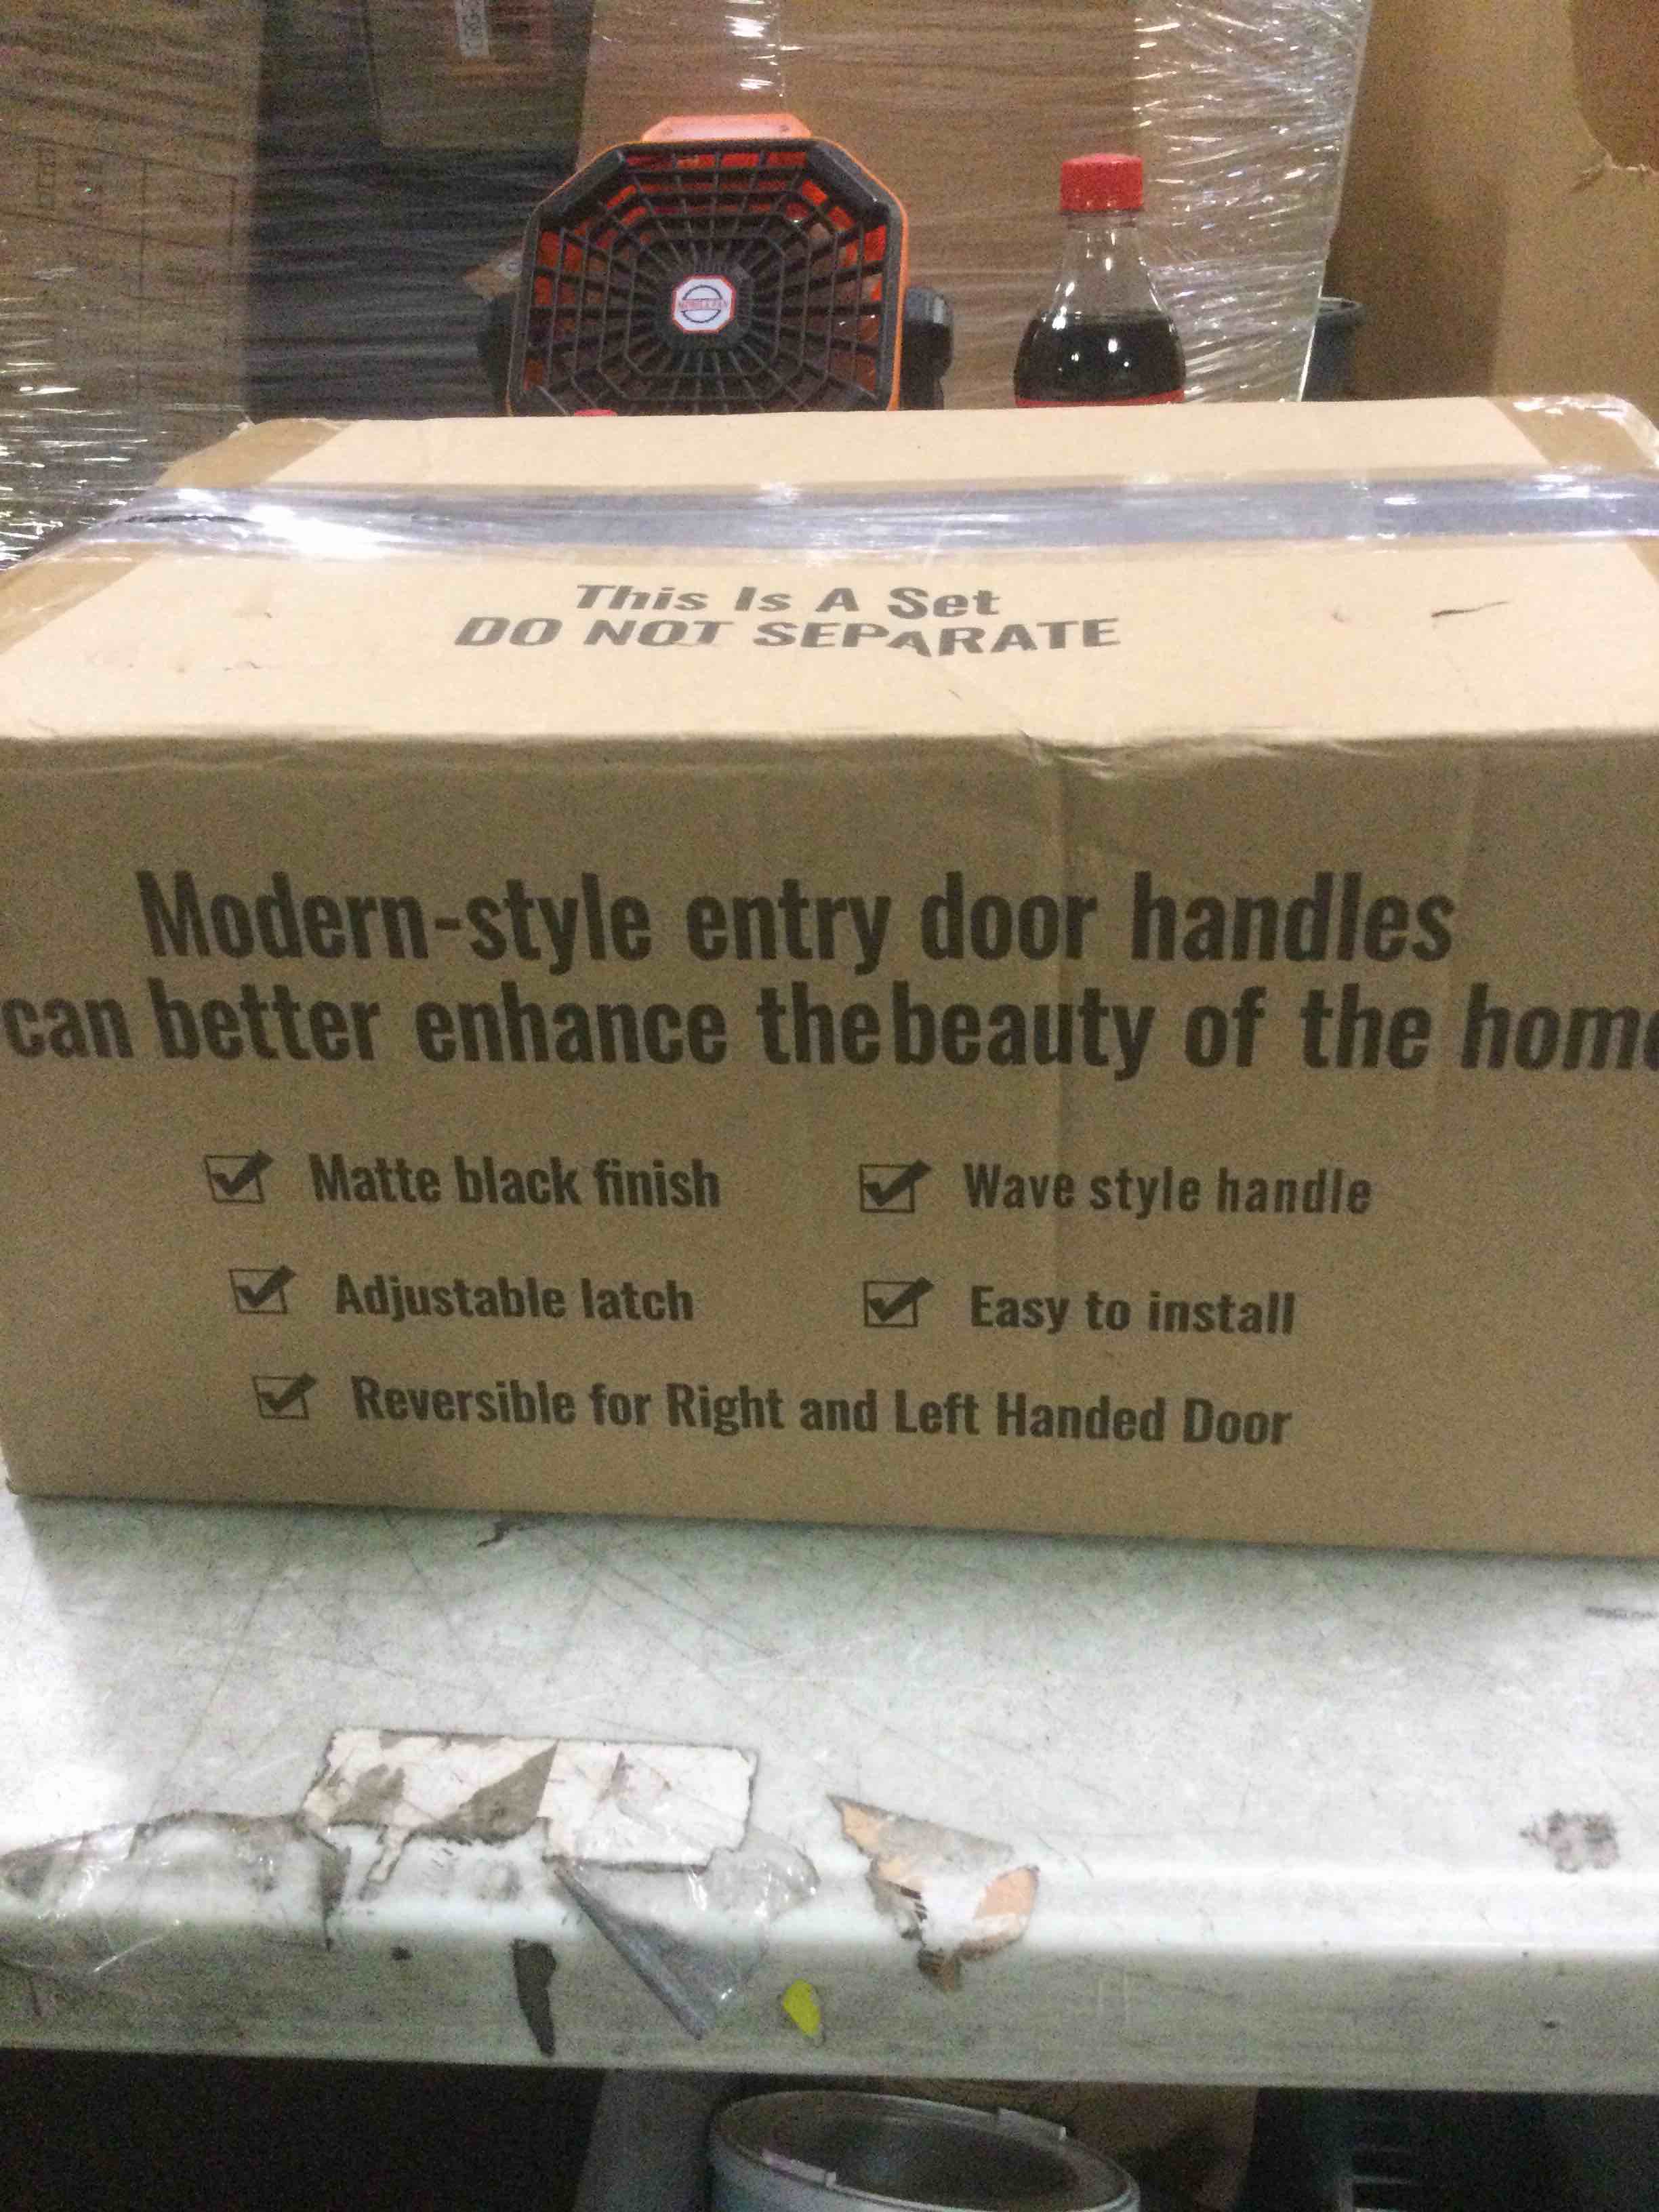 This Is A Set
DO NOT SEPARATE
Modern-style entry door handles
can better enhance thebeauty of the home
Matte black finish
Wave style handle
Adjustable latch
Easy to install
Reversible for Right and Left Handed Door